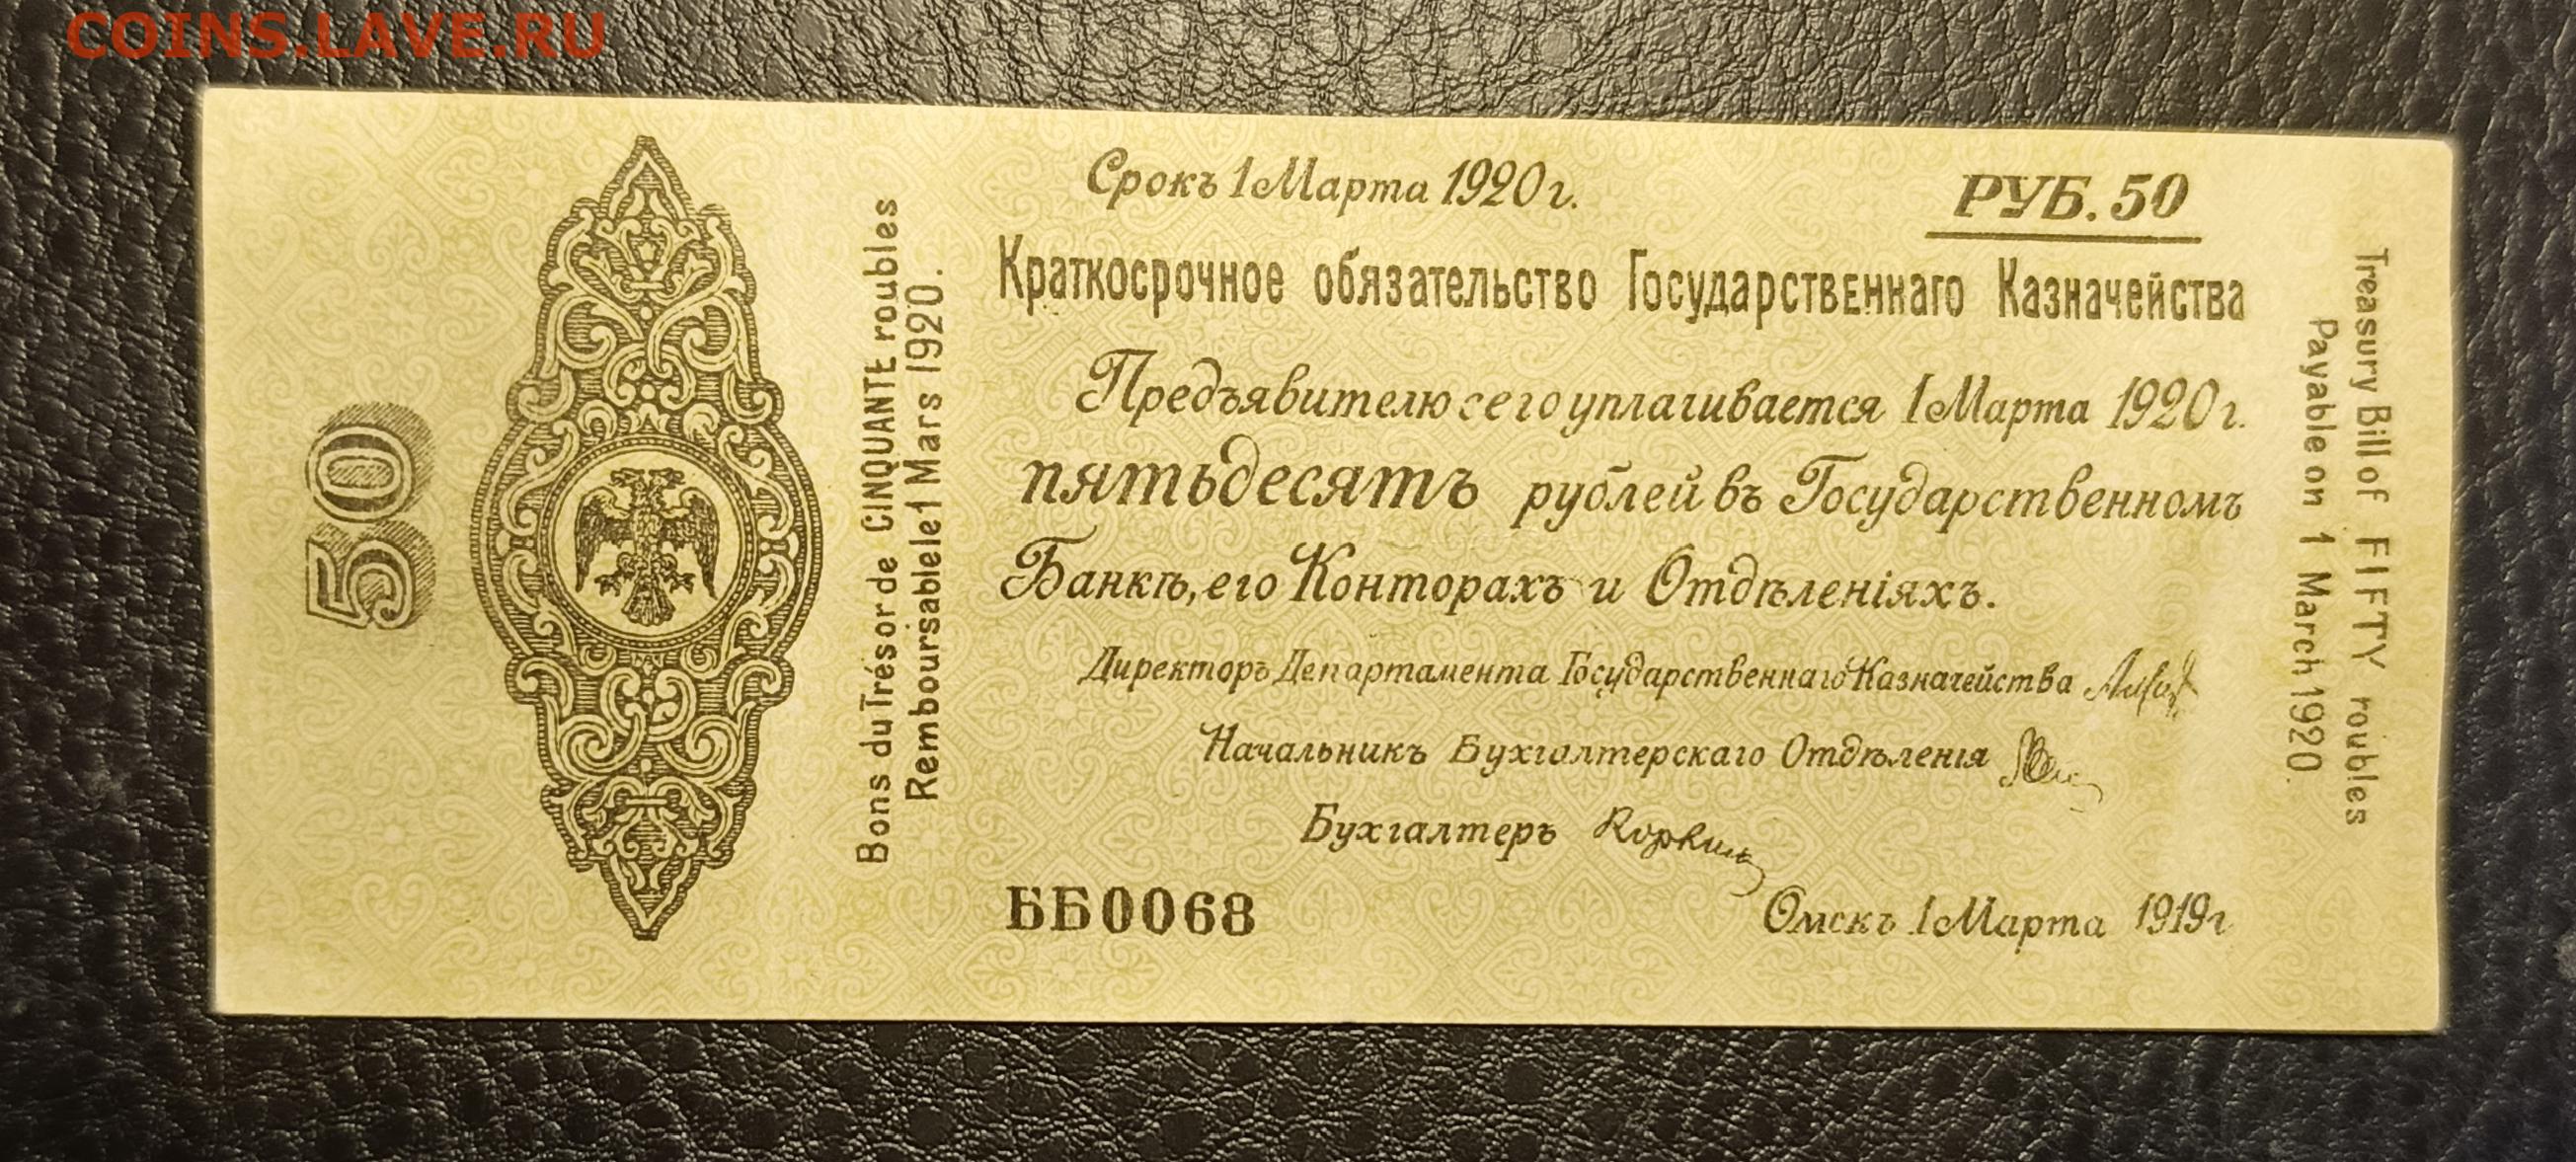 COINS.LAVE.RU
50
Bons du Trésor de CINQUANTE roubles
Remboursable le 1 Mars 1920.
Срокъ 1 Марта 1920 г.
РУБ. 50
Краткосрочное обязательство Государственнаго Казначейства
Предъявителю сего уплачивается 1 Марта 1920 г.
пятьдесятъ рублей въ Государственномъ
Банкѣ, его Конторахъ и Отдѣленіяхъ.
Директоръ Департамента Государственнаго Казначейства
Начальникъ Бухгалтерскаго Отдѣленія
Бухгалтеръ
ББ0068
Омскъ 1 Марта 1919 г
Treasury Bill of FIFTY roubles
Payable on 1 March 1920.